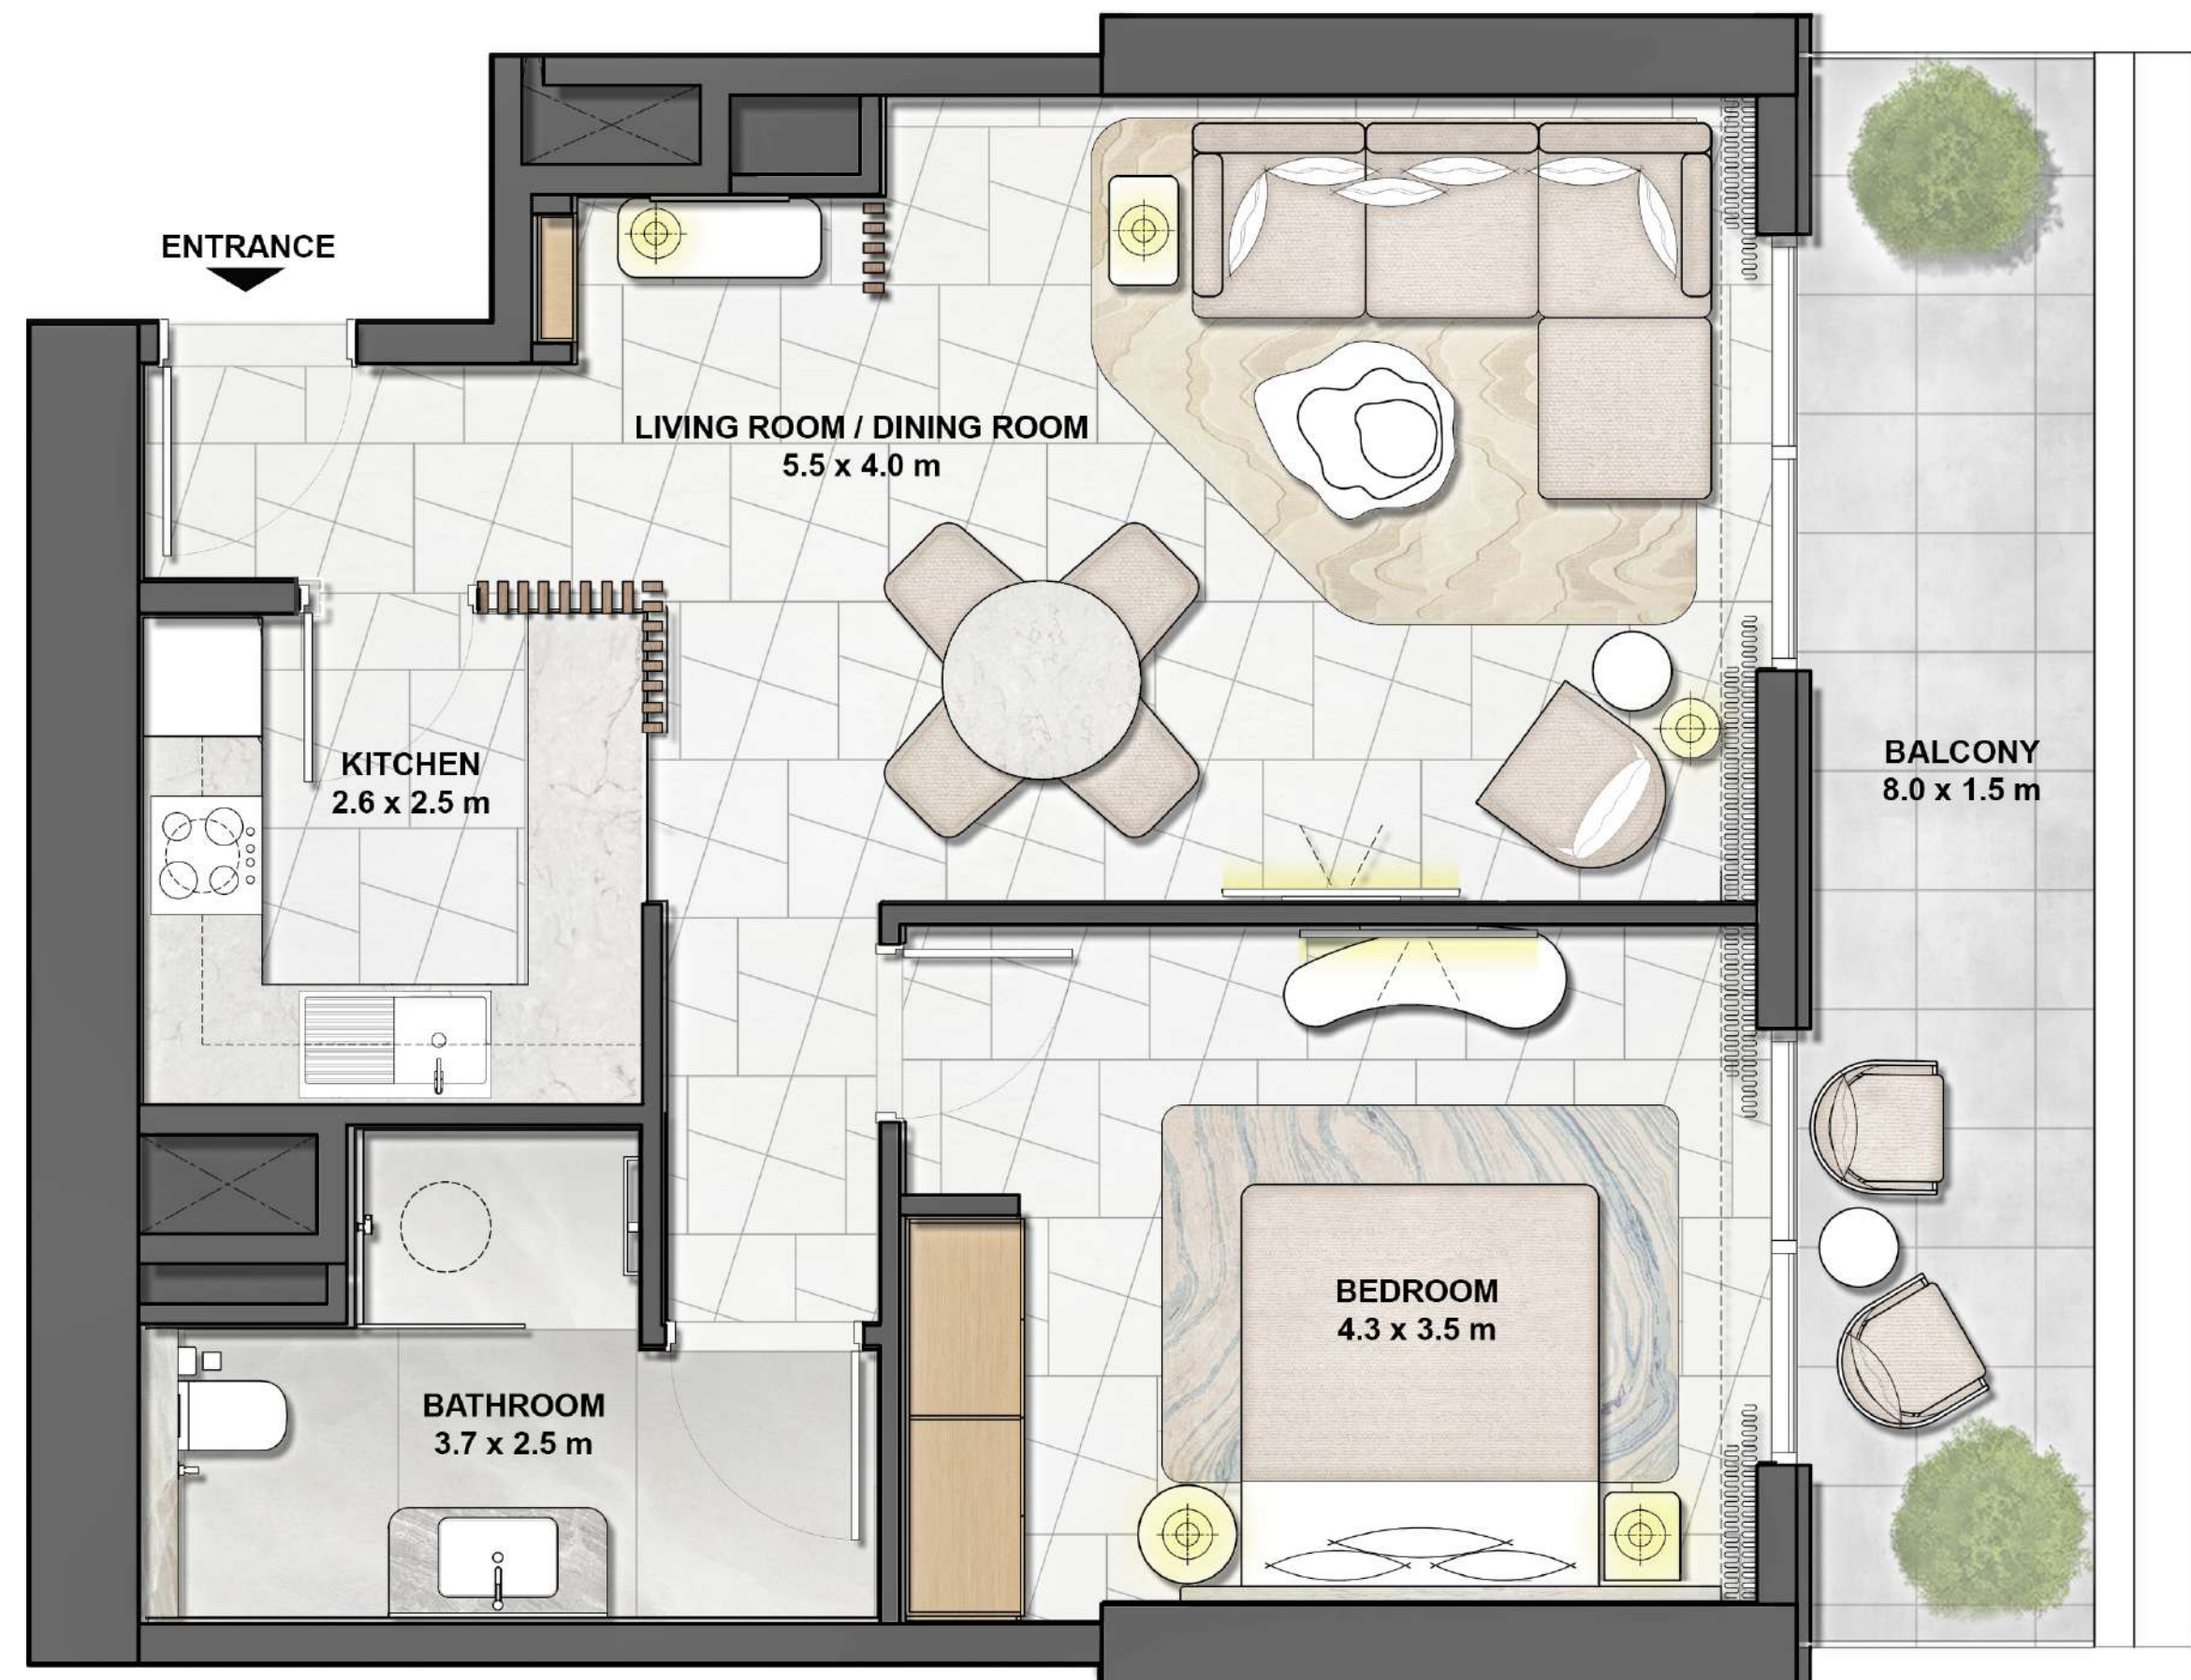 ENTRANCE
LIVING ROOM / DINING ROOM
5.5 x 4.0 m
KITCHEN
2.6 x 2.5 m
BALCONY
8.0 x 1.5 m
BEDROOM
4.3 x 3.5 m
BATHROOM
3.7 x 2.5 m